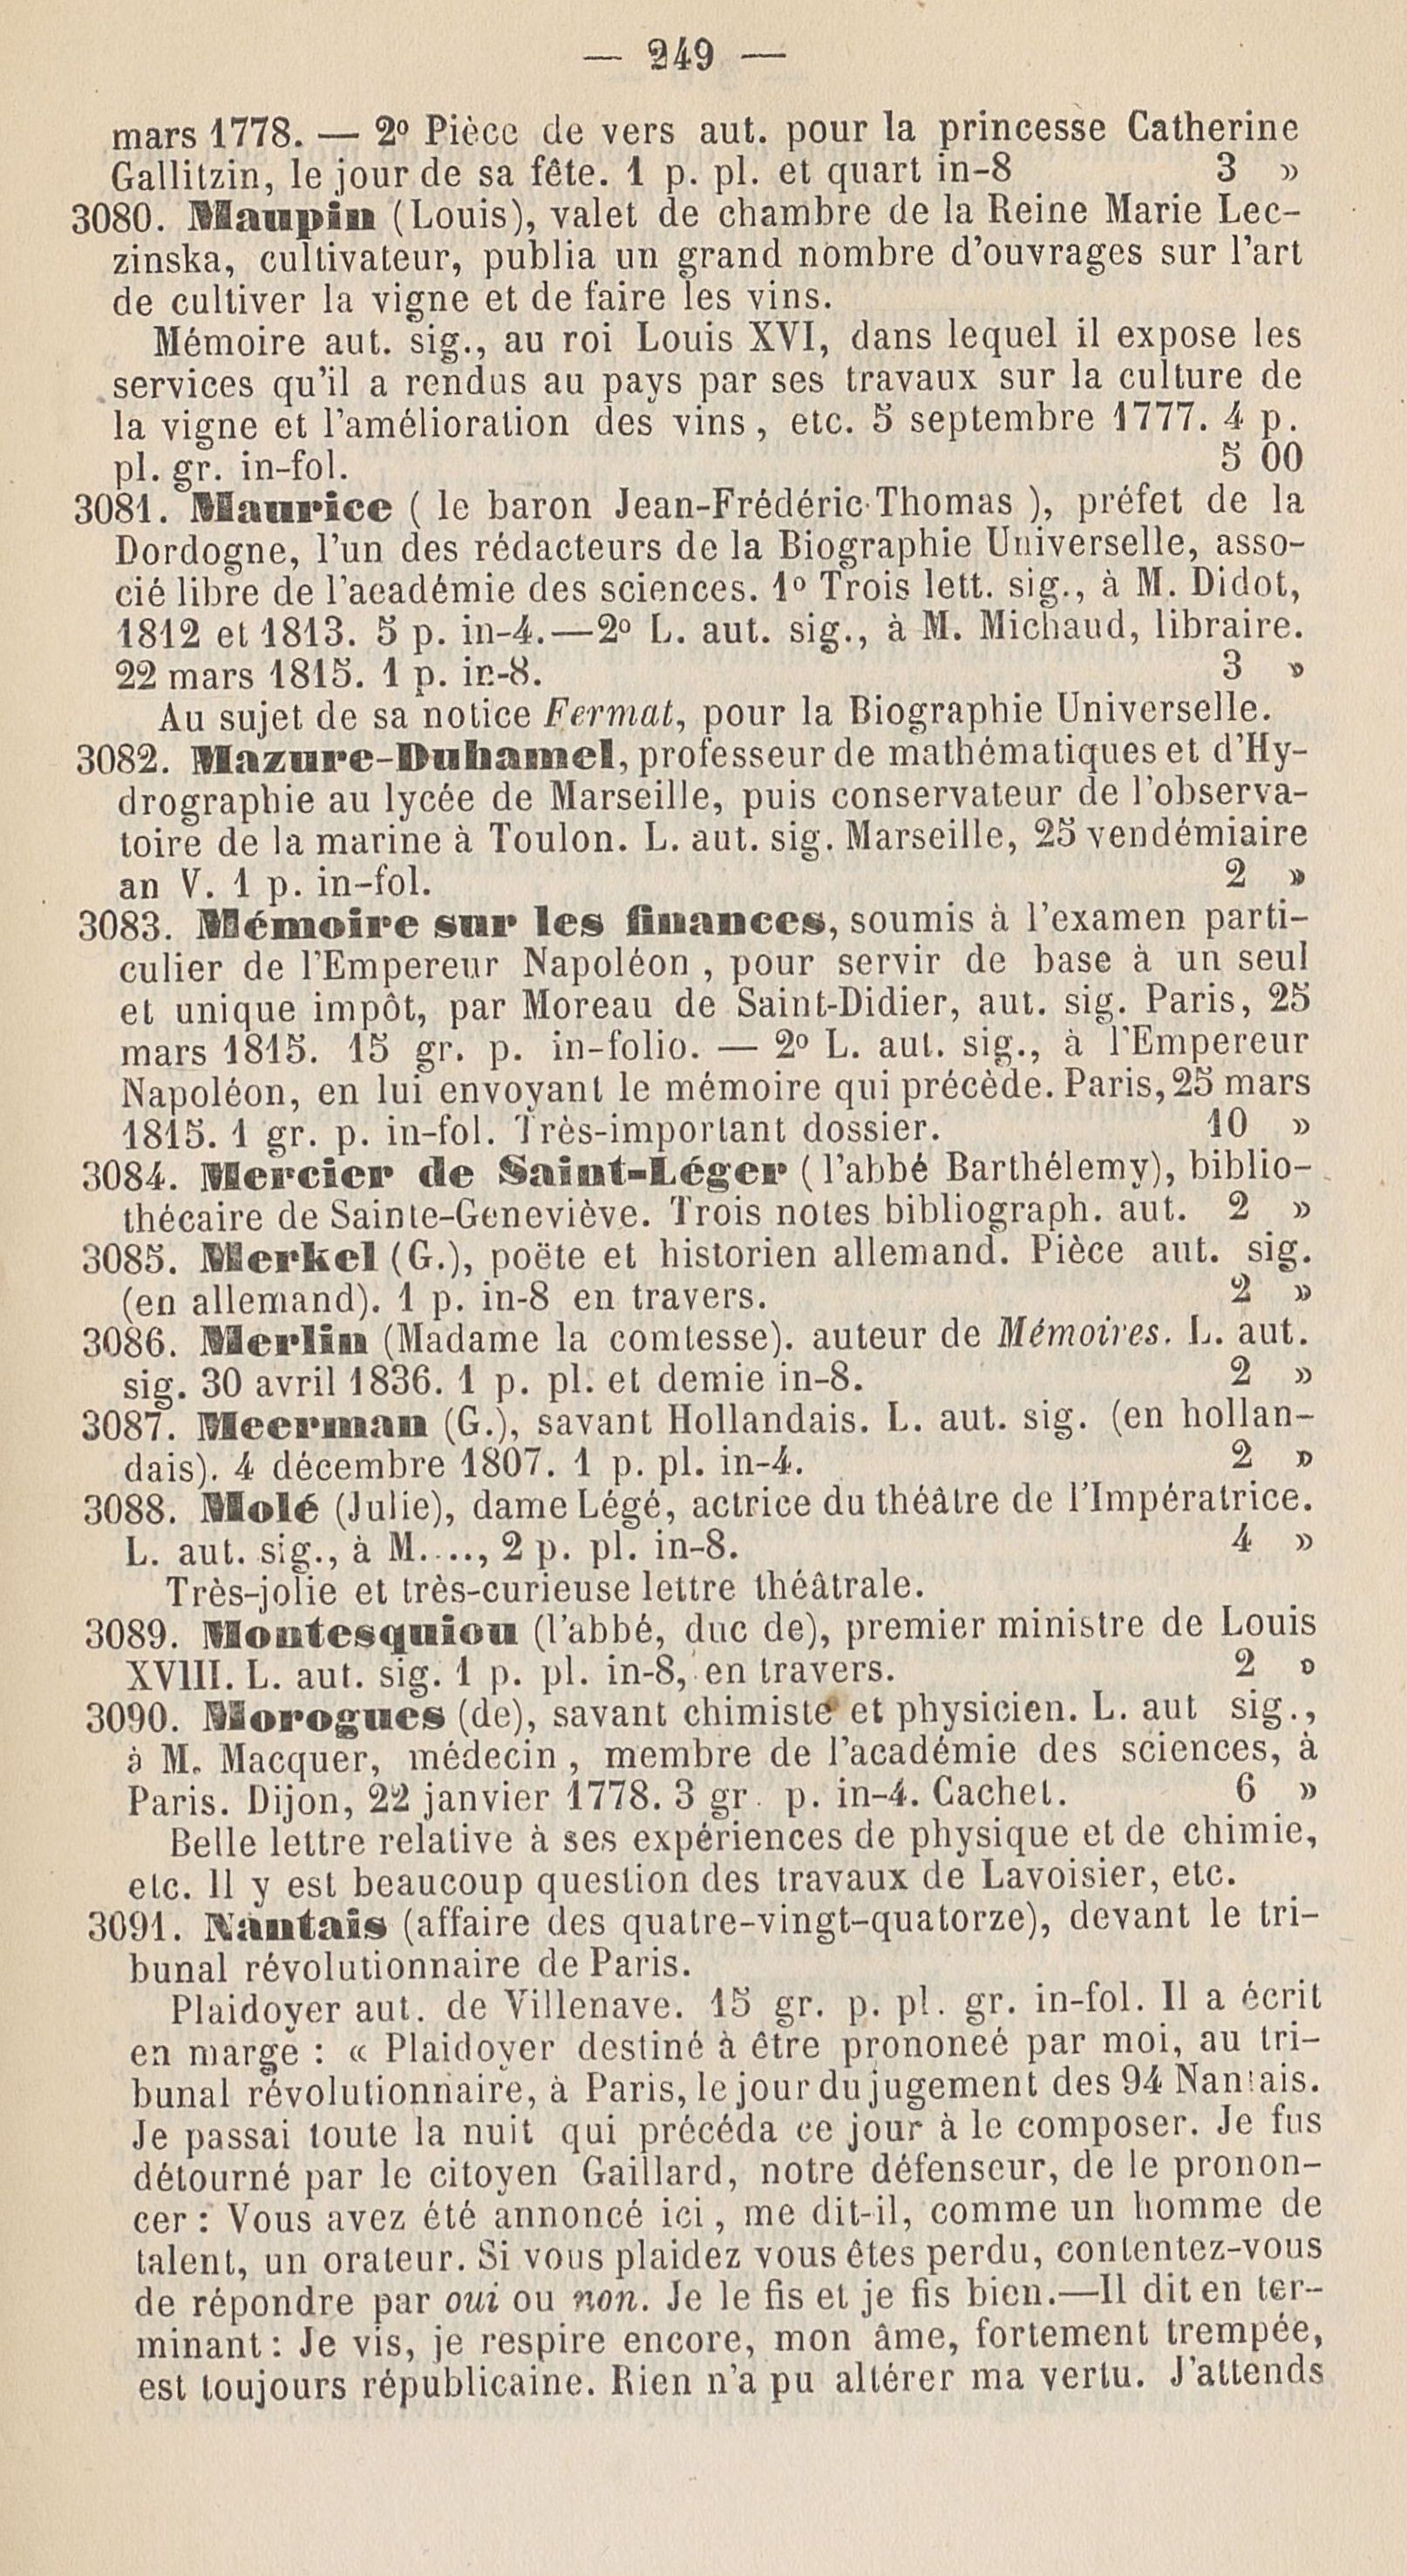 — 249 —
mars 1778. — 2º Pièce de vers aut. pour la princesse Catherine
Gallitzin, le jour de sa fête. 1 p. pl. et quart in-8 3 »
3080. Maupin (Louis), valet de chambre de la Reine Marie Lec-
zinska, cultivateur, publia un grand nombre d'ouvrages sur l'art
de cultiver la vigne et de faire les vins.
Mémoire aut. sig., au roi Louis XVI, dans lequel il expose les
services qu'il a rendus au pays par ses travaux sur la culture de
la vigne et l'amélioration des vins, etc. 5 septembre 1777. 4 p.
pl. gr. in-fol. 5 00
3081. Maurice ( le baron Jean-Frédéric-Thomas ), préfet de la
Dordogne, l'un des rédacteurs de la Biographie Universelle, asso-
cié libre de l'académie des sciences. 1º Trois lett. sig., à M. Didot,
1812 et 1813. 5 p. in-4.—2º L. aut. sig., à M. Michaud, libraire.
22 mars 1815. 1 p. in-8. 3 »
Au sujet de sa notice Fermat, pour la Biographie Universelle.
3082. Mazure-Duhamel, professeur de mathématiques et d'Hy-
drographie au lycée de Marseille, puis conservateur de l'observa-
toire de la marine à Toulon. L. aut. sig. Marseille, 25 vendémiaire
an V. 1 p. in-fol. 2 »
3083. Mémoire sur les finances, soumis à l'examen parti-
culier de l'Empereur Napoléon, pour servir de base à un seul
et unique impôt, par Moreau de Saint-Didier, aut. sig. Paris, 25
mars 1815. 15 gr. p. in-folio. — 2º L. aut. sig., à l'Empereur
Napoléon, en lui envoyant le mémoire qui précède. Paris, 25 mars
1815. 1 gr. p. in-fol. Très-important dossier. 10 »
3084. Mercier de Saint-Léger ( l'abbé Barthélemy), biblio-
thécaire de Sainte-Geneviève. Trois notes bibliograph. aut. 2 »
3085. Merkel (G.), poëte et historien allemand. Pièce aut. sig.
(en allemand). 1 p. in-8 en travers. 2 »
3086. Merlin (Madame la comtesse). auteur de Mémoires. L. aut.
sig. 30 avril 1836. 1 p. pl. et demie in-8. 2 »
3087. Meerman (G.), savant Hollandais. L. aut. sig. (en hollan-
dais). 4 décembre 1807. 1 p. pl. in-4. 2 »
3088. Molé (Julie), dame Légé, actrice du théâtre de l'Impératrice.
L. aut. sig., à M...., 2 p. pl. in-8. 4 »
Très-jolie et très-curieuse lettre théâtrale.
3089. Montesquiou (l'abbé, duc de), premier ministre de Louis
XVIII. L. aut. sig. 1 p. pl. in-8, en travers. 2 »
3090. Morogues (de), savant chimiste et physicien. L. aut sig.,
à M. Macquer, médecin, membre de l'académie des sciences, à
Paris. Dijon, 22 janvier 1778. 3 gr. p. in-4. Cachet. 6 »
Belle lettre relative à ses expériences de physique et de chimie,
etc. Il y est beaucoup question des travaux de Lavoisier, etc.
3091. Nantais (affaire des quatre-vingt-quatorze), devant le tri-
bunal révolutionnaire de Paris.
Plaidoyer aut. de Villenave. 15 gr. p. pl. gr. in-fol. Il a écrit
en marge : « Plaidoyer destiné à être prononcé par moi, au tri-
bunal révolutionnaire, à Paris, le jour du jugement des 94 Nantais.
Je passai toute la nuit qui précéda ce jour à le composer. Je fus
détourné par le citoyen Gaillard, notre défenseur, de le pronon-
cer : Vous avez été annoncé ici, me dit-il, comme un homme de
talent, un orateur. Si vous plaidez vous êtes perdu, contentez-vous
de répondre par oui ou non. Je le fis et je fis bien.—Il dit en ter-
minant : Je vis, je respire encore, mon âme, fortement trempée,
est toujours républicaine. Rien n'a pu altérer ma vertu. J'attends